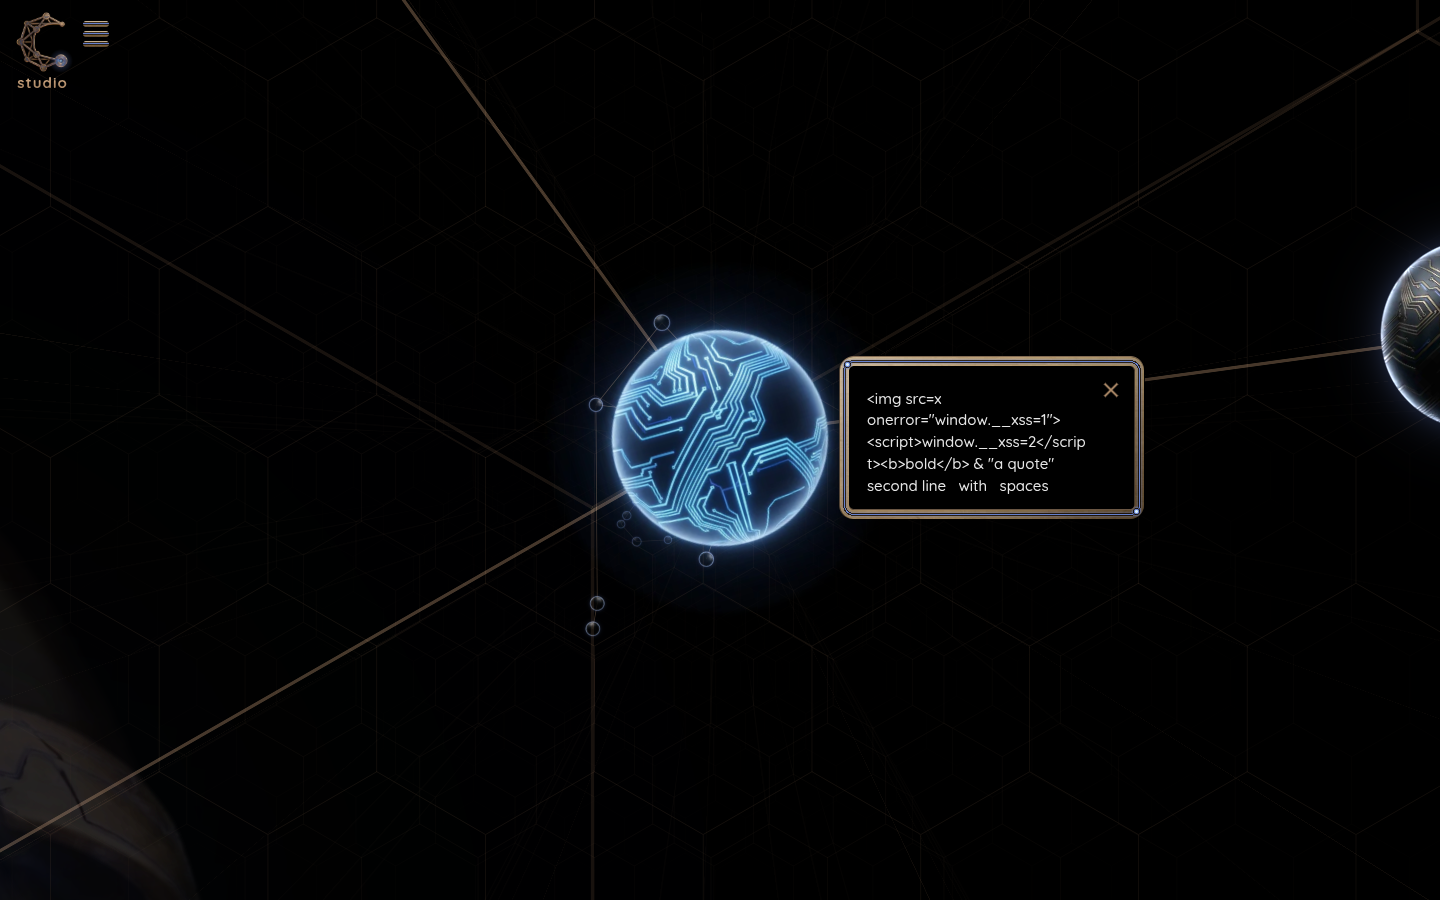 studio
<img src=x
onerror="window.__xss=1">
<script>window.__xss=2</scrip
t><b>bold</b> & "a quote"
second line   with   spaces